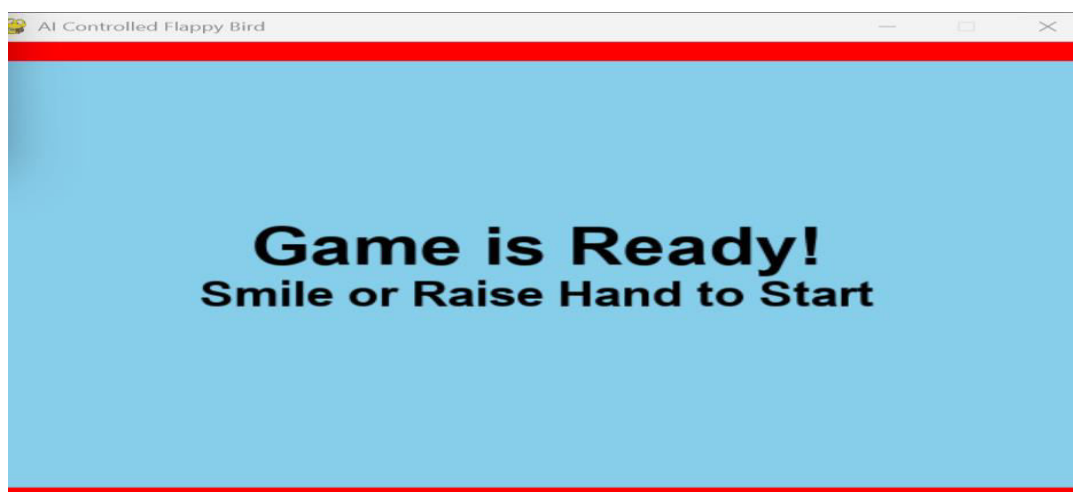 AI Controlled Flappy Bird
Game is Ready!
Smile or Raise Hand to Start